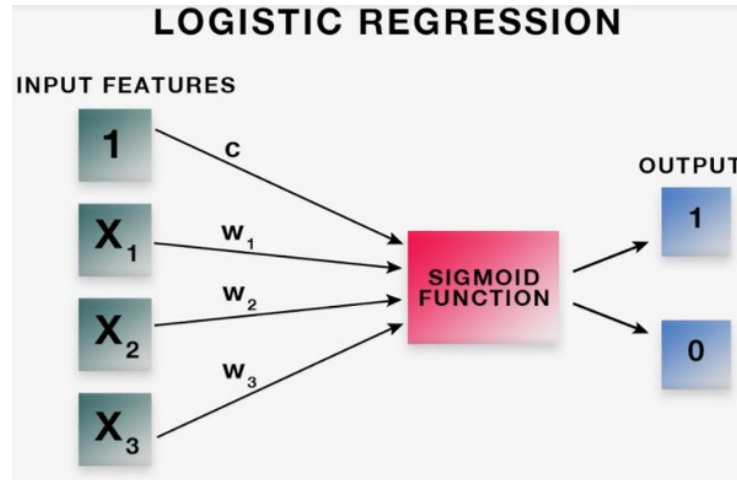 LOGISTIC REGRESSION
INPUT FEATURES
1
c
X₁
w₁
X₂
w₂
X₃
w₃
SIGMOID
FUNCTION
OUTPUT
1
0